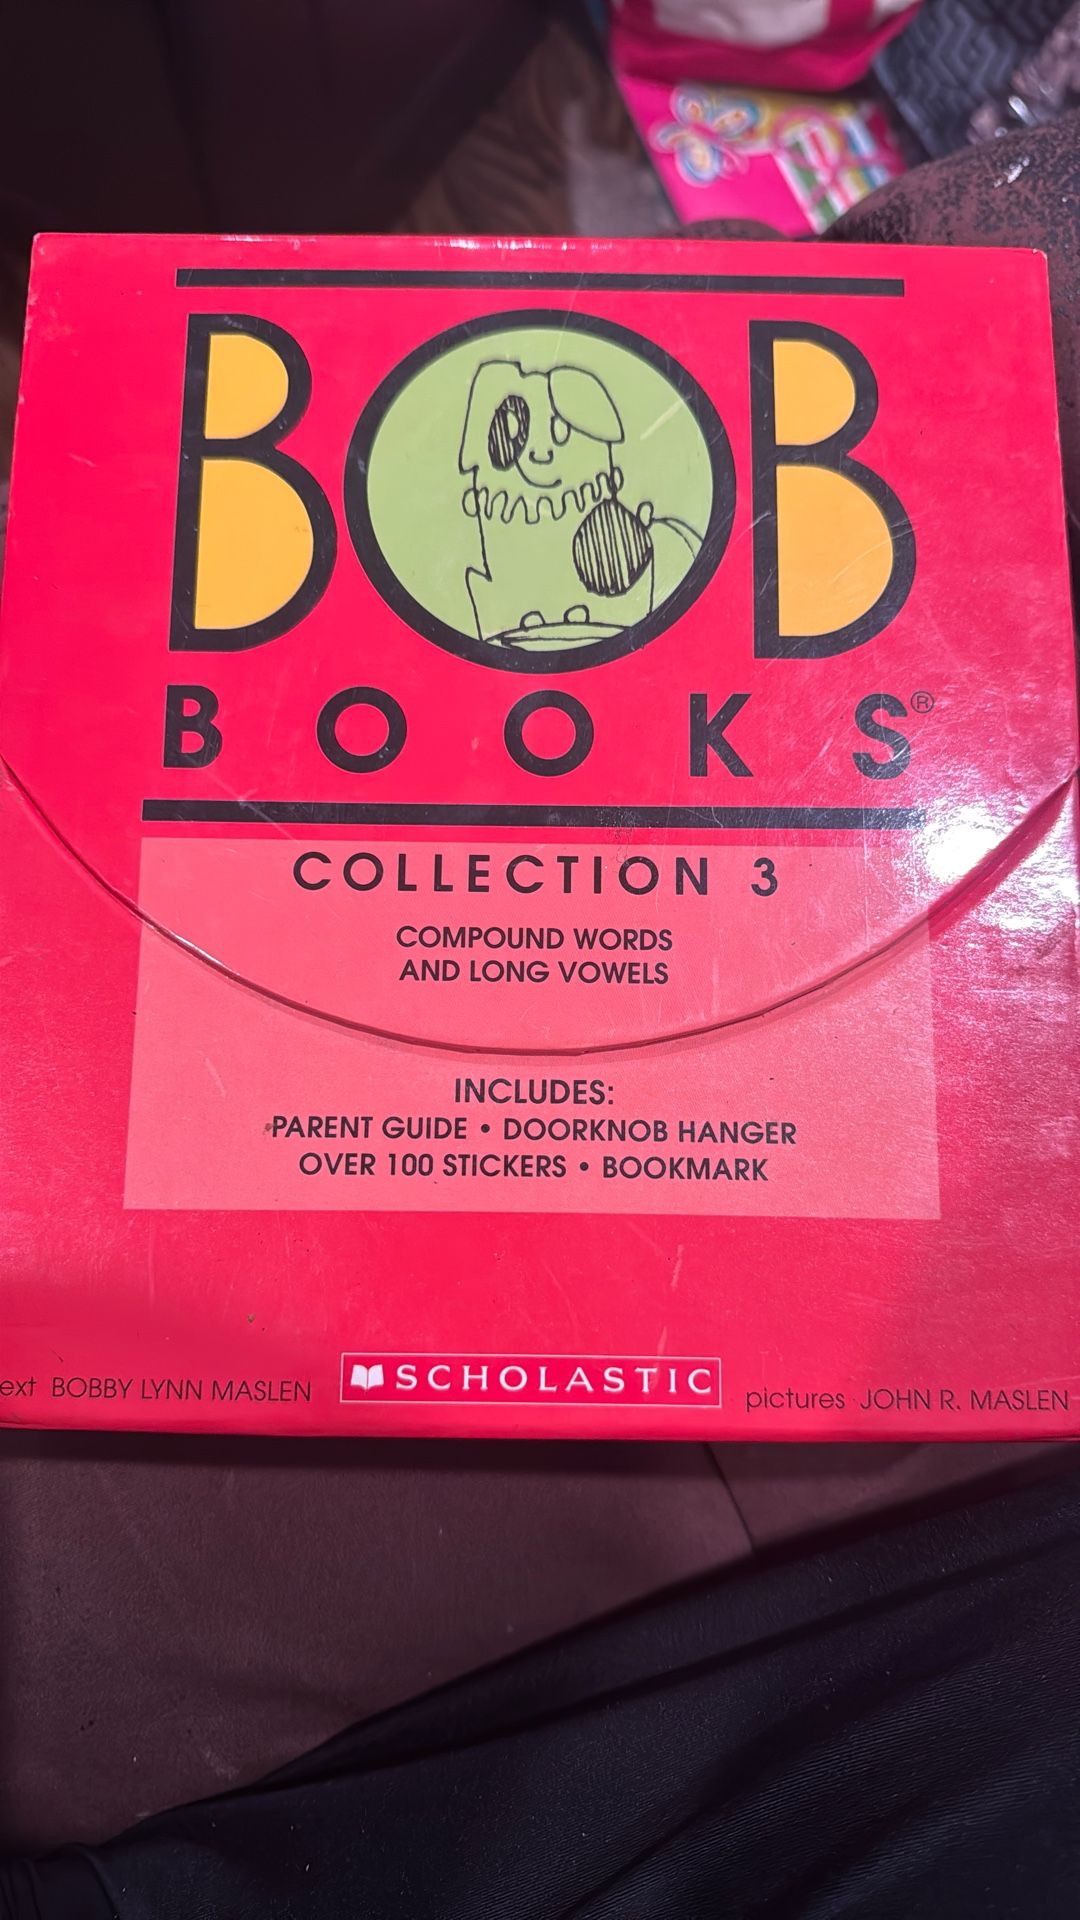 BOB
BOOKS®
COLLECTION 3
COMPOUND WORDS
AND LONG VOWELS
INCLUDES:
PARENT GUIDE • DOORKNOB HANGER
OVER 100 STICKERS • BOOKMARK
ext BOBBY LYNN MASLEN
SCHOLASTIC
pictures JOHN R. MASLEN